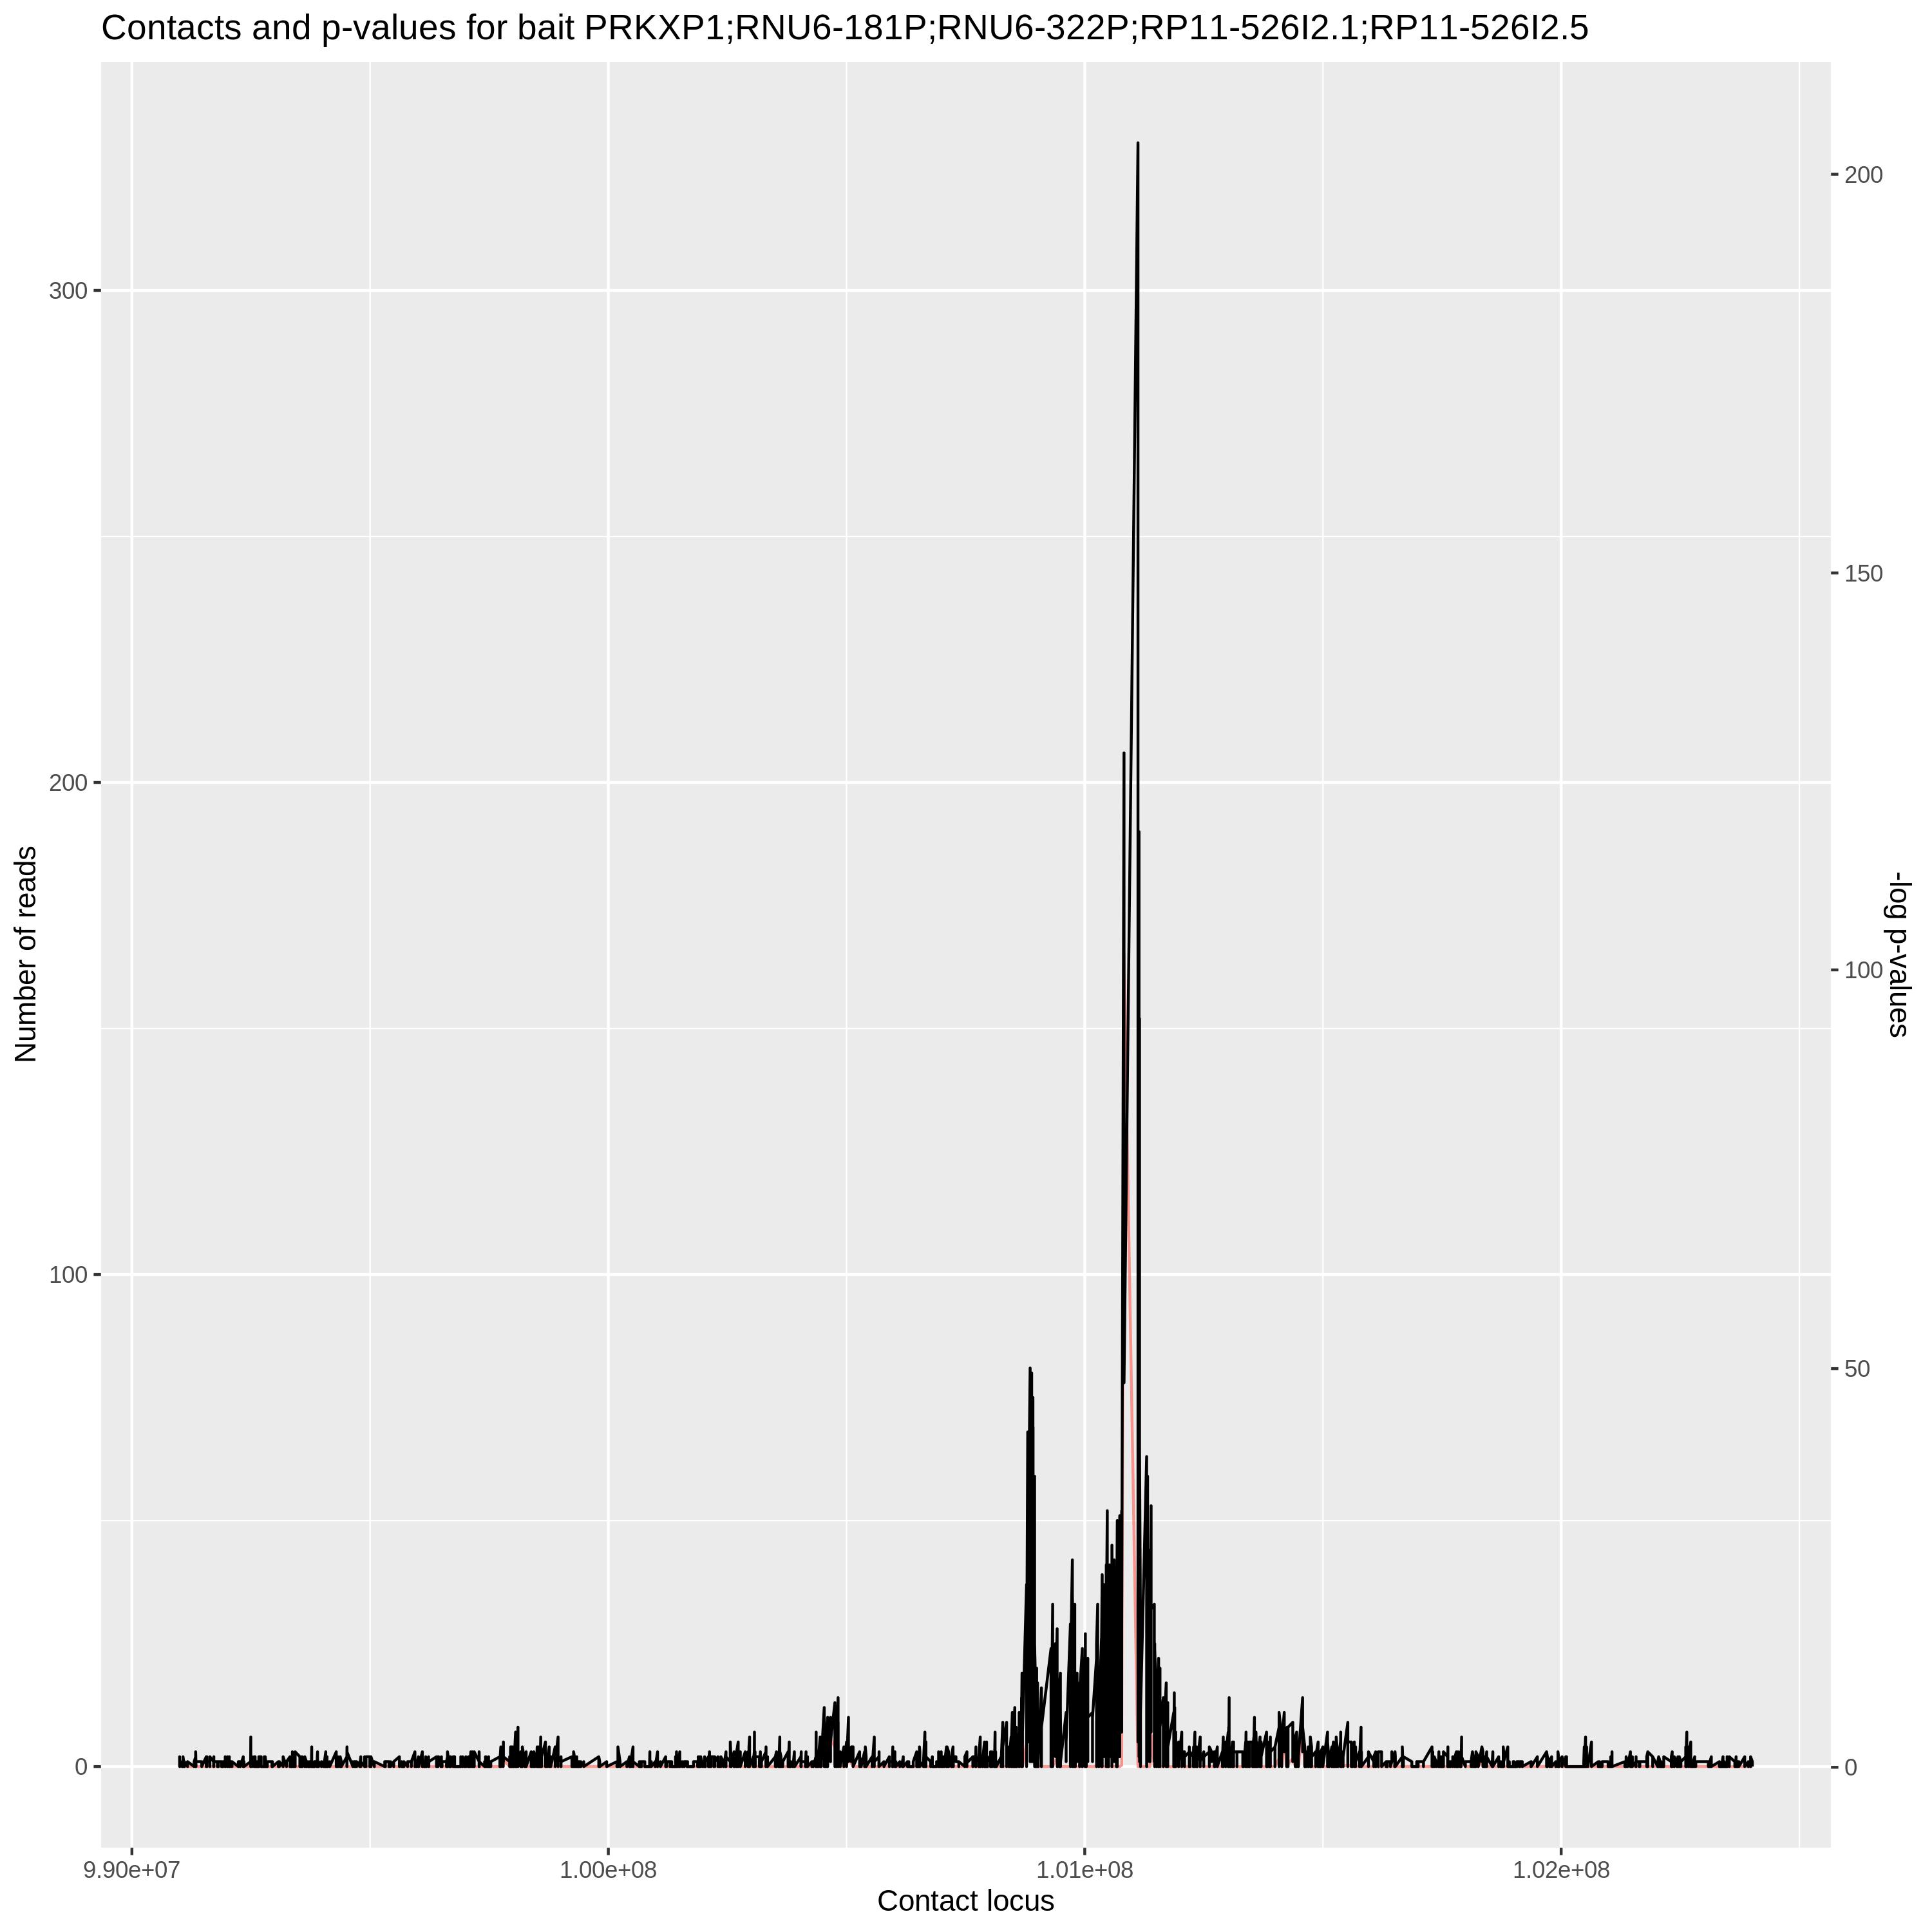 Contacts and p-values for bait PRKXP1;RNU6-181P;RNU6-322P;RP11-526I2.1;RP11-526I2.5
Number of reads
300
200
100
0
200
150
100
50
0
-log p-values
9.90e+07
1.00e+08
1.01e+08
1.02e+08
Contact locus